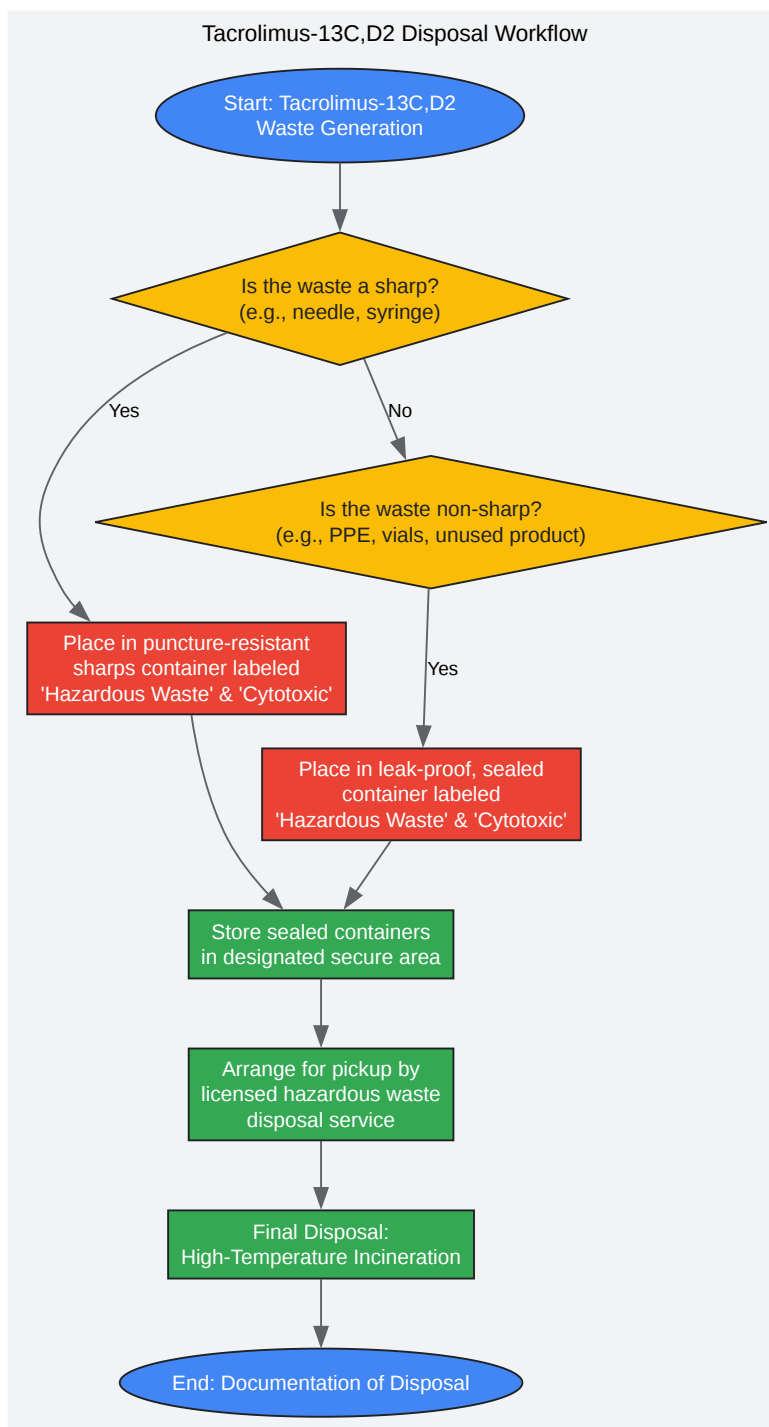 Tacrolimus-13C,D2 Disposal Workflow
Start: Tacrolimus-13C,D2
Waste Generation
Is the waste a sharp?
(e.g., needle, syringe)
Yes
No
Is the waste non-sharp?
(e.g., PPE, vials, unused product)
Place in puncture-resistant
sharps container labeled
'Hazardous Waste' & 'Cytotoxic'
Yes
Place in leak-proof, sealed
container labeled
'Hazardous Waste' & 'Cytotoxic'
Store sealed containers
in designated secure area
Arrange for pickup by
licensed hazardous waste
disposal service
Final Disposal:
High-Temperature Incineration
End: Documentation of Disposal